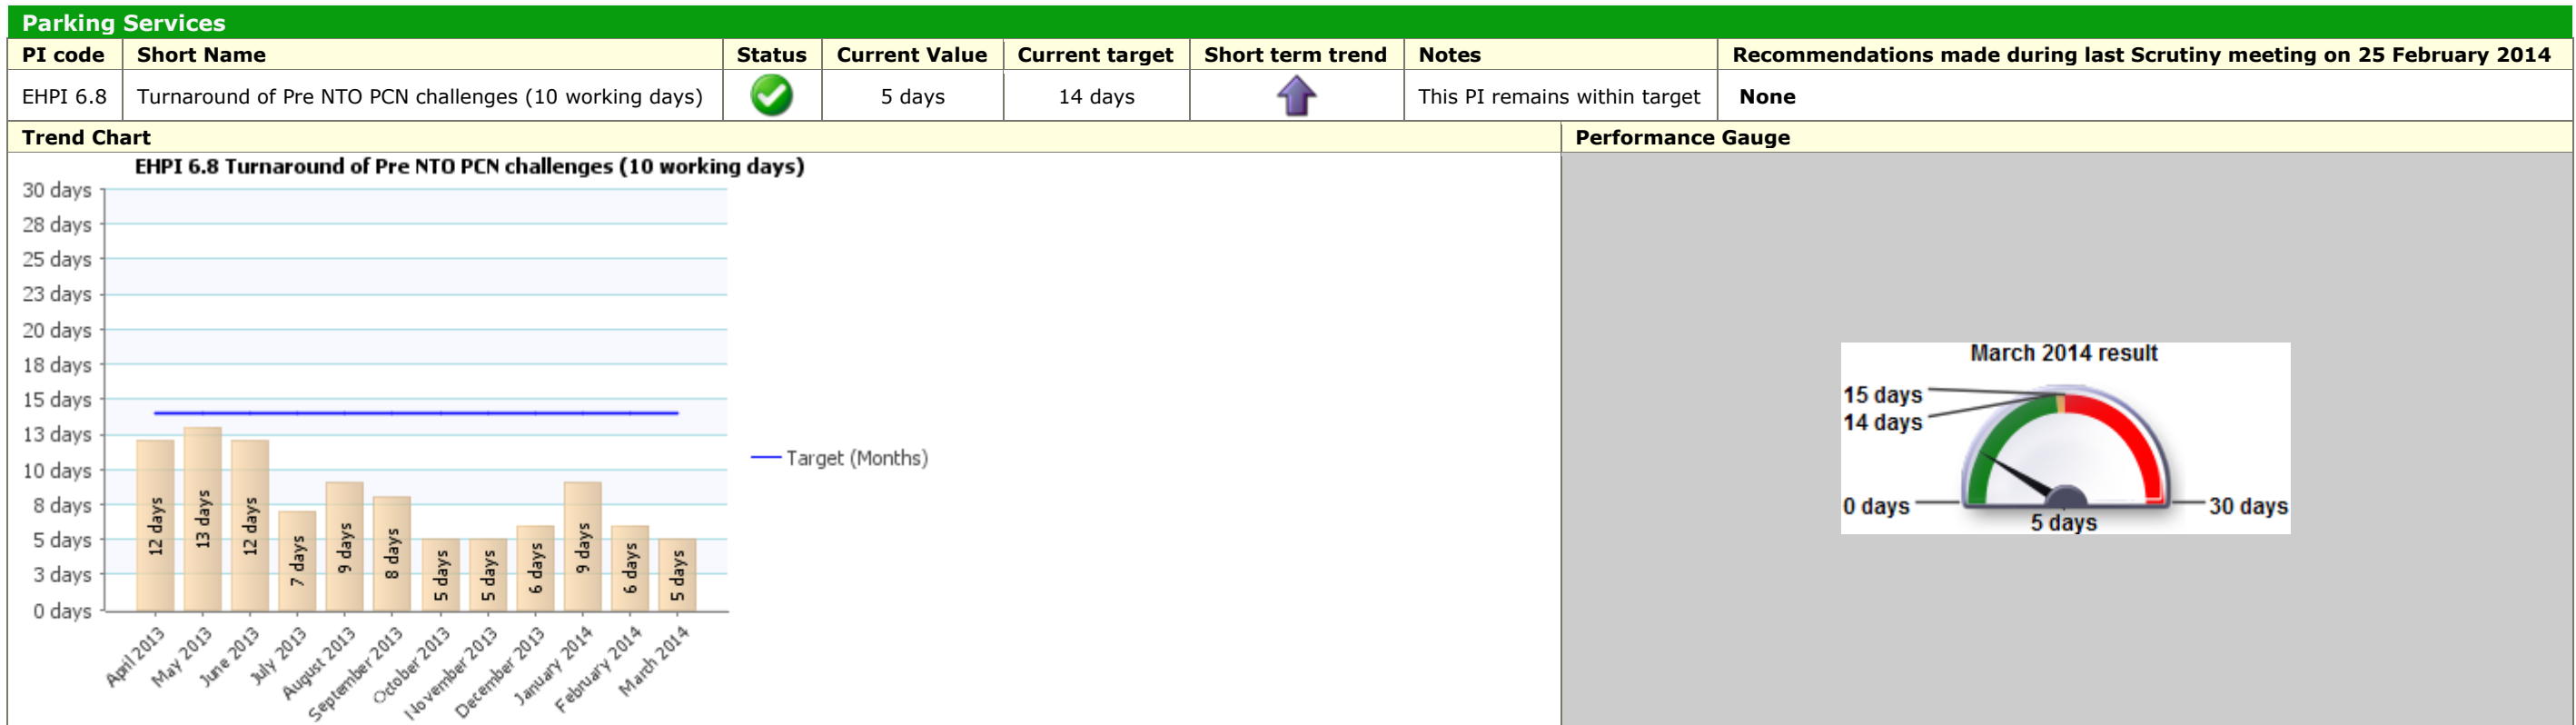 Parking Services
PI code Short Name Status Current Value Current target Short term trend Notes Recommendations made during last Scrutiny meeting on 25 February 2014
EHPI 6.8 Turnaround of Pre NTO PCN challenges (10 working days) 5 days 14 days This PI remains within target None
Trend Chart Performance Gauge
EHPI 6.8 Turnaround of Pre NTO PCN challenges (10 working days)
30 days
28 days
25 days
23 days
20 days
18 days
15 days
13 days
10 days
8 days
5 days
3 days
0 days
12 days
13 days
12 days
7 days
9 days
8 days
5 days
5 days
6 days
9 days
6 days
5 days
April 2013
May 2013
June 2013
July 2013
August 2013
September 2013
October 2013
November 2013
December 2013
January 2014
February 2014
March 2014
Target (Months)
March 2014 result
15 days
14 days
0 days
30 days
5 days